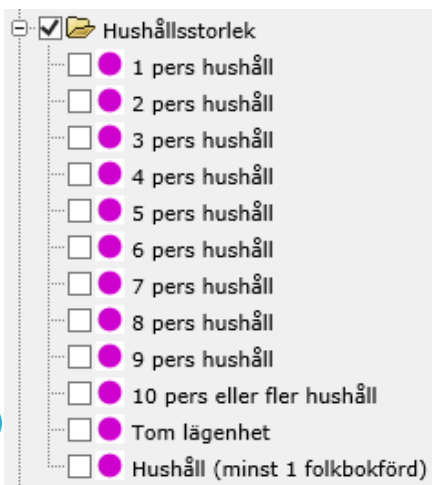 Hushållsstorlek
1 pers hushåll
2 pers hushåll
3 pers hushåll
4 pers hushåll
5 pers hushåll
6 pers hushåll
7 pers hushåll
8 pers hushåll
9 pers hushåll
10 pers eller fler hushåll
Tom lägenhet
Hushåll (minst 1 folkbokförd)